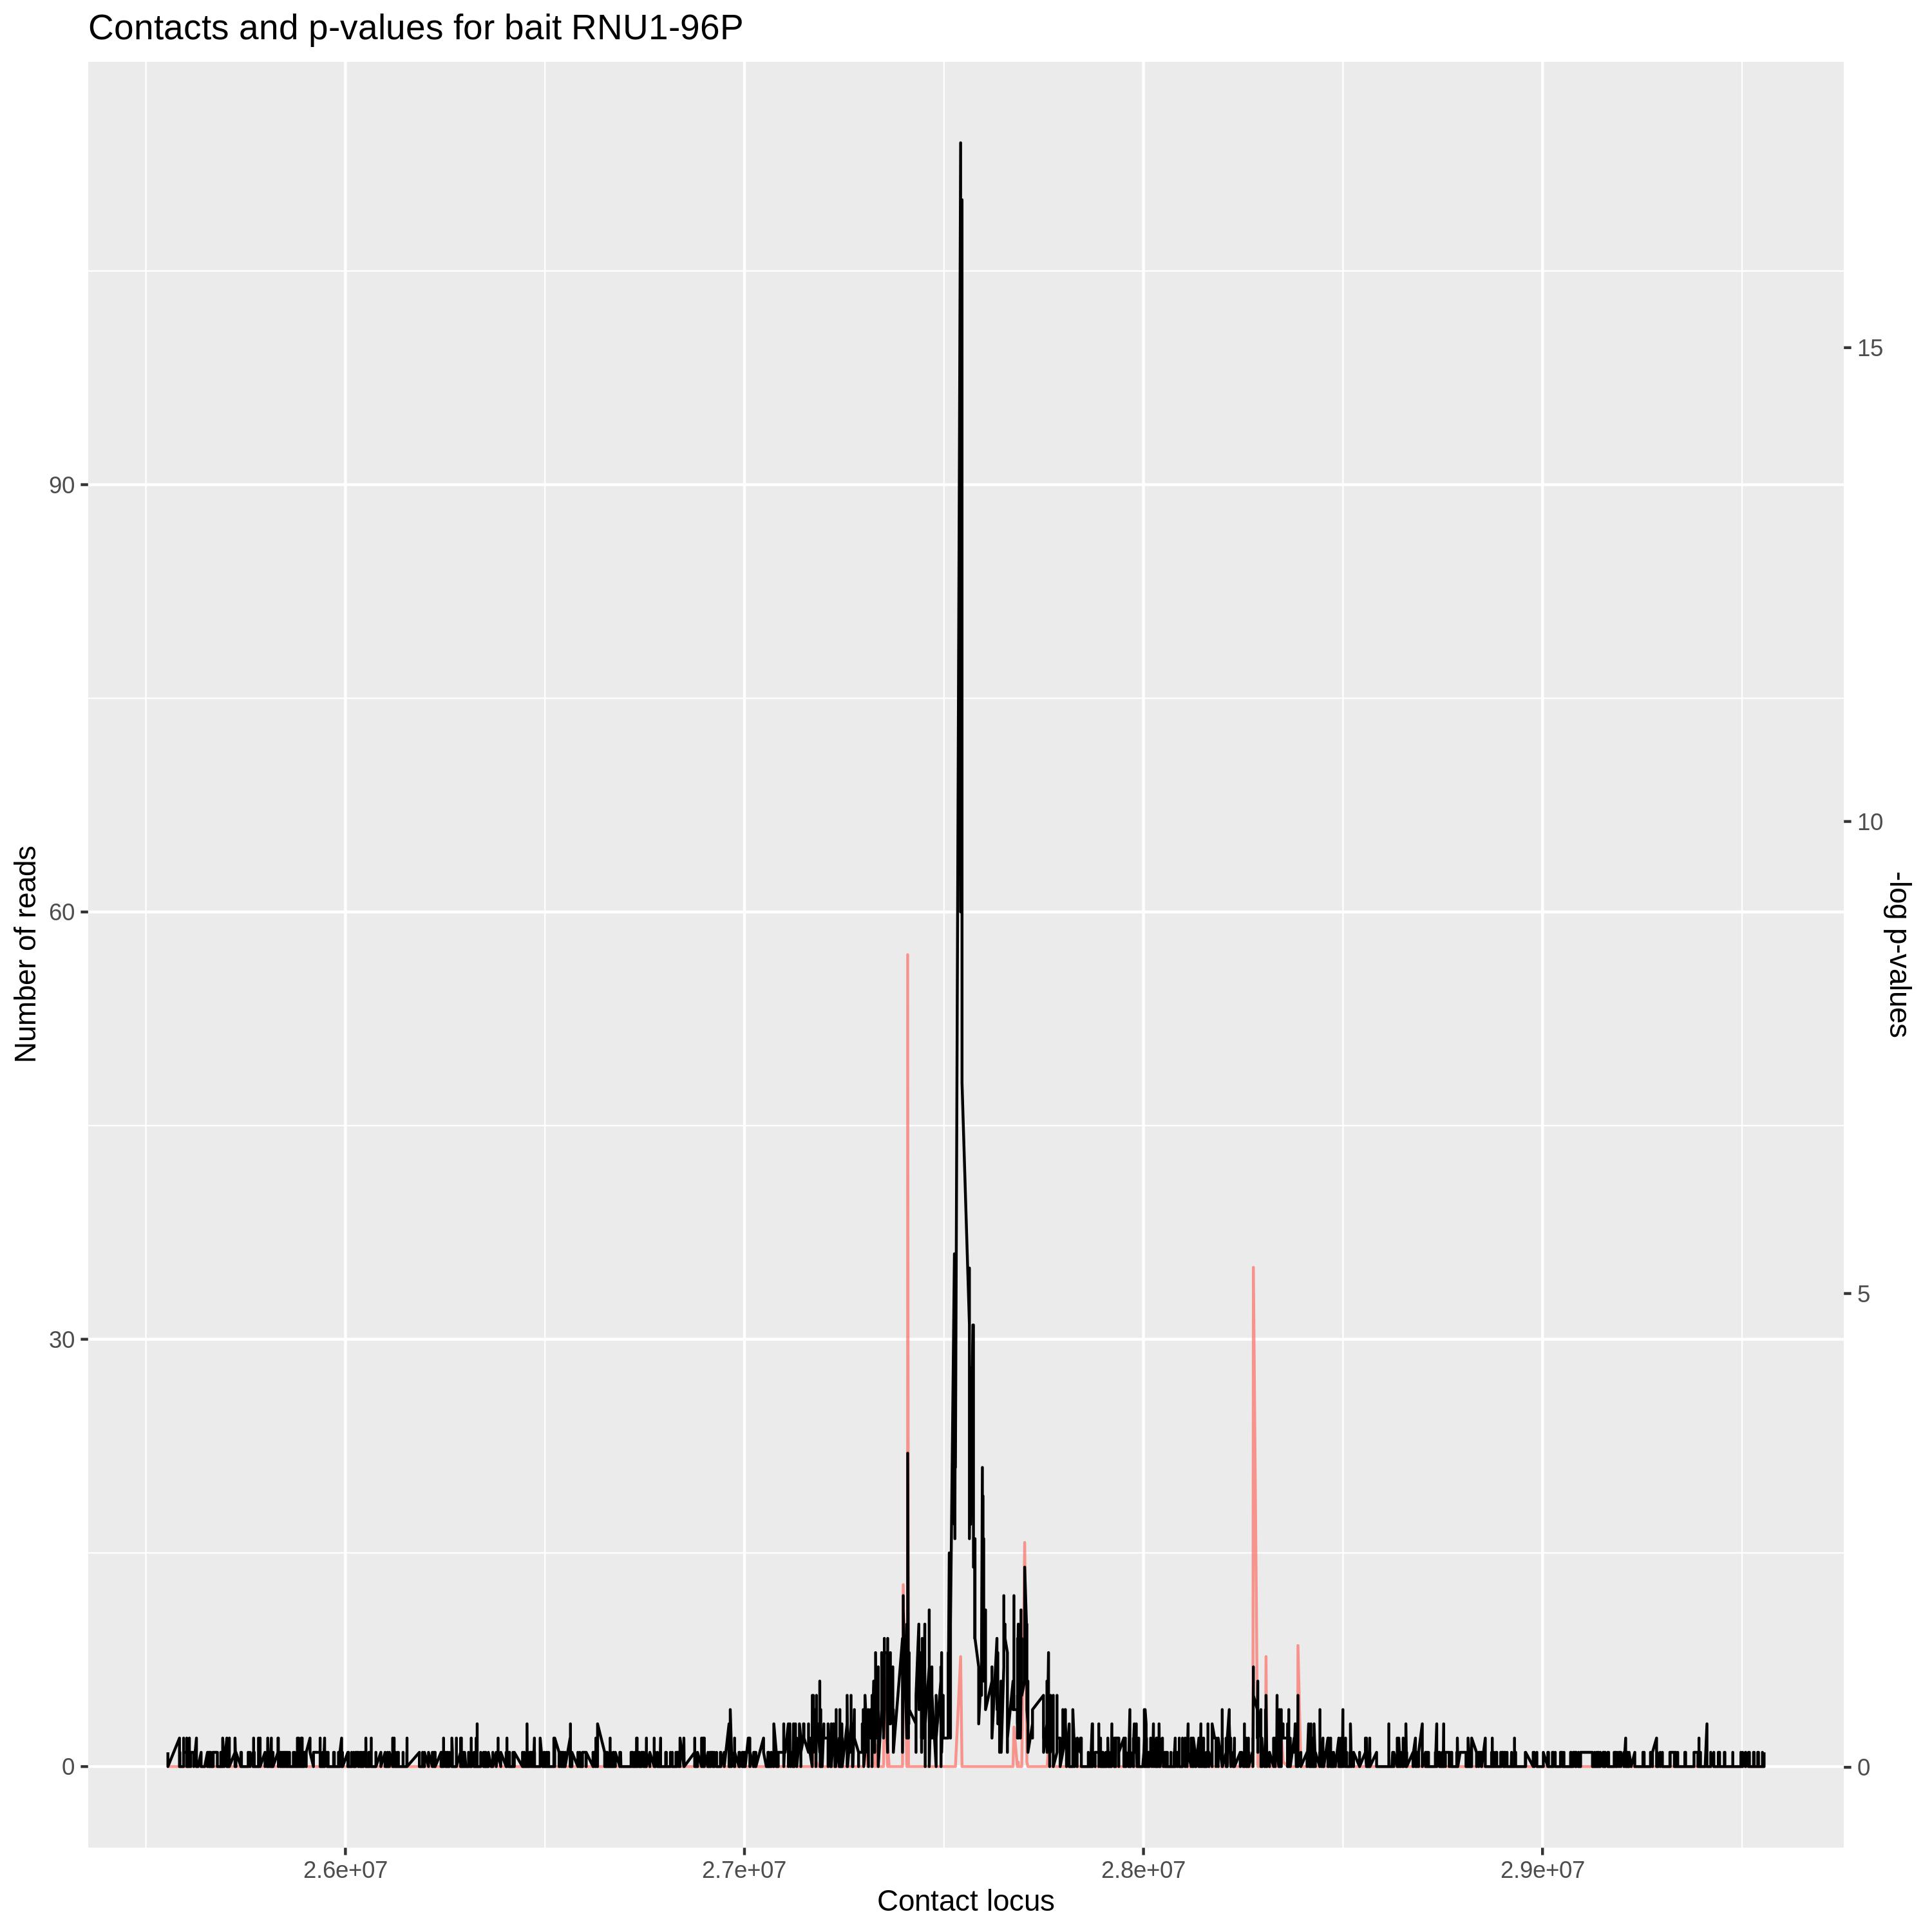 Contacts and p-values for bait RNU1-96P
Number of reads
90
60
30
0
15
10
5
0
-log p-values
2.6e+07
2.7e+07
2.8e+07
2.9e+07
Contact locus